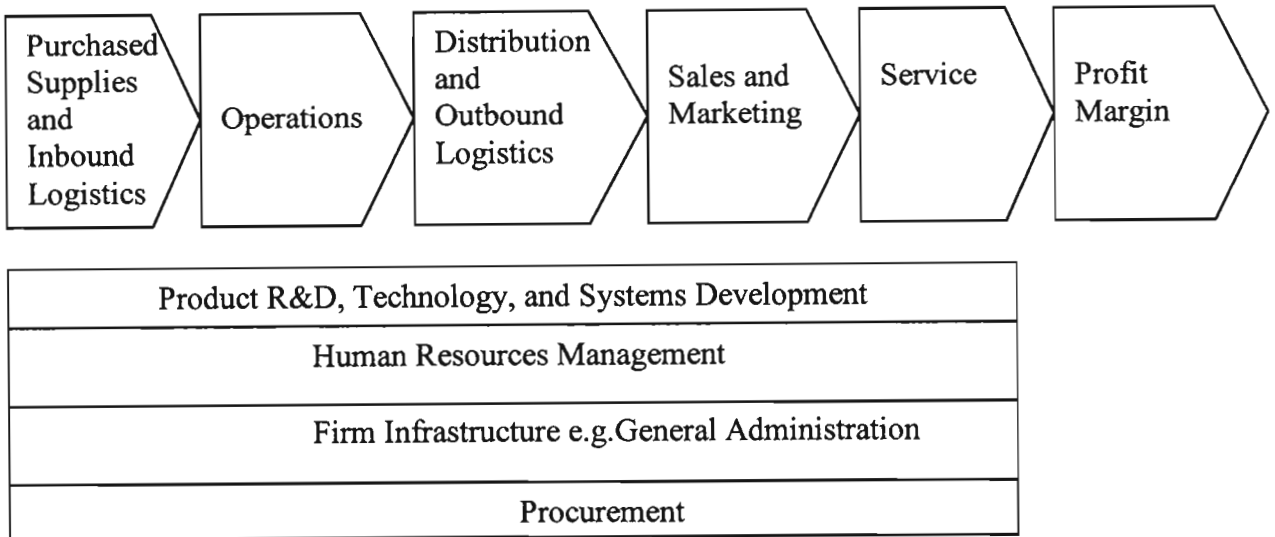 Purchased
Supplies
and
Inbound
Logistics
Operations
Distribution
and
Outbound
Logistics
Sales and
Marketing
Service
Profit
Margin
Product R&D, Technology, and Systems Development
Human Resources Management
Firm Infrastructure e.g.General Administration
Procurement